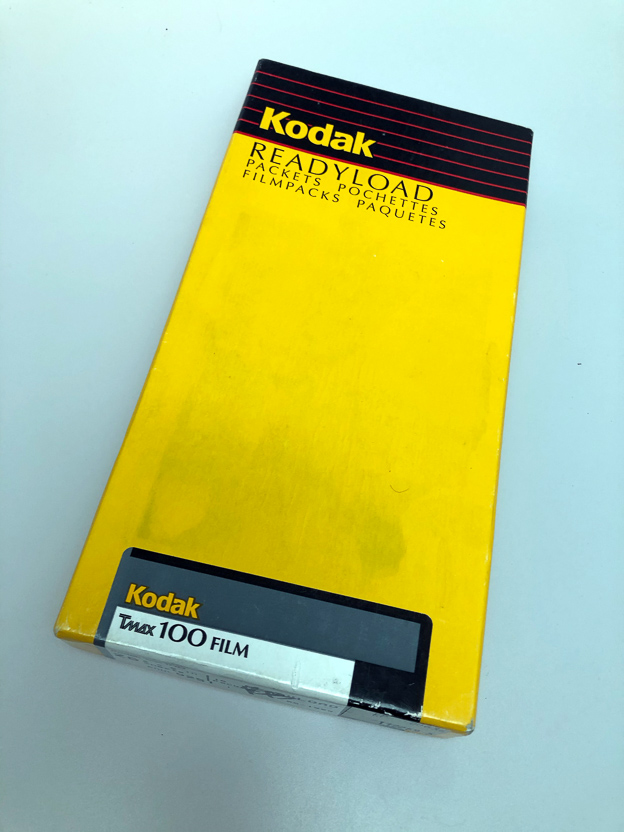 Kodak
READYLOAD
PACKETS POCHETTES
FILMPACKS PAQUETES
Kodak
TMAX 100 FILM